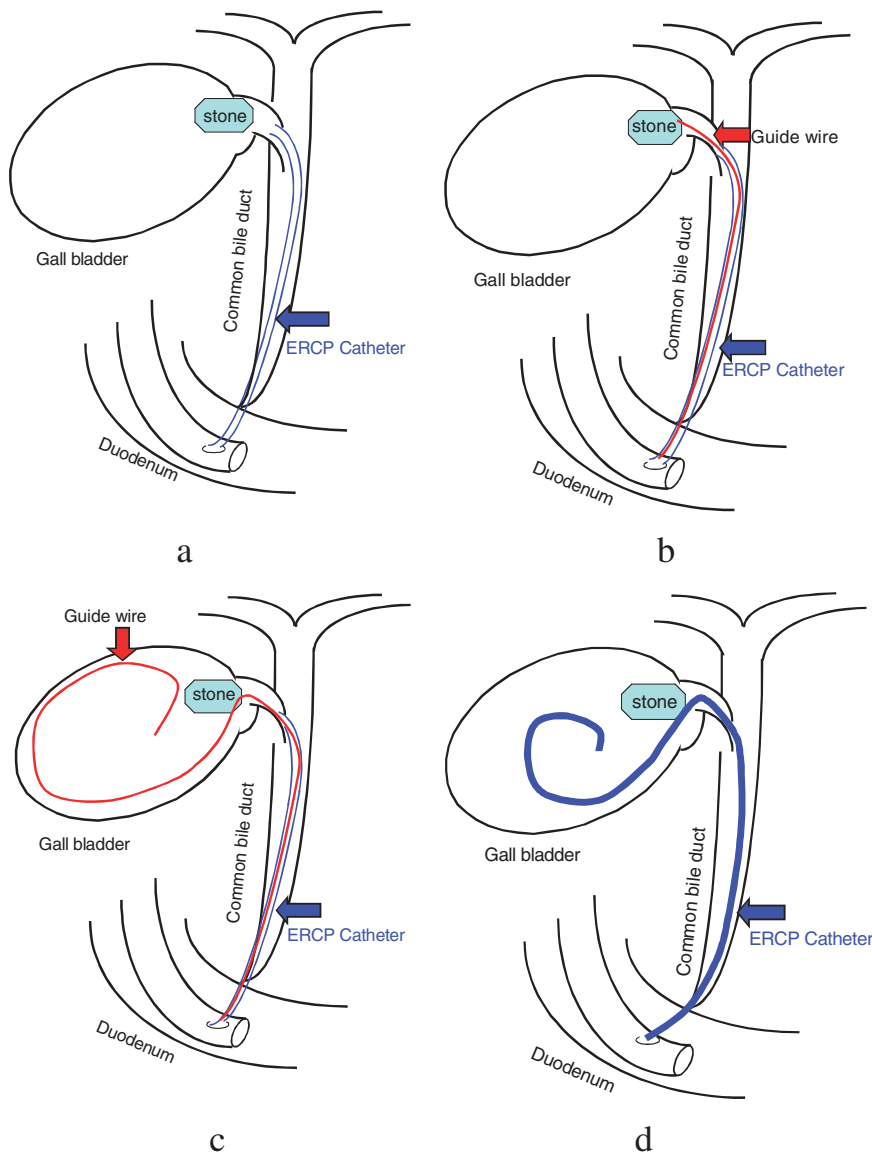 stone
Gall bladder
Common bile duct
ERCP Catheter
Duodenum
a
stone
Guide wire
Gall bladder
Common bile duct
ERCP Catheter
Duodenum
b
Guide wire
stone
Gall bladder
Common bile duct
ERCP Catheter
Duodenum
c
stone
Gall bladder
Common bile duct
ERCP Catheter
Duodenum
d